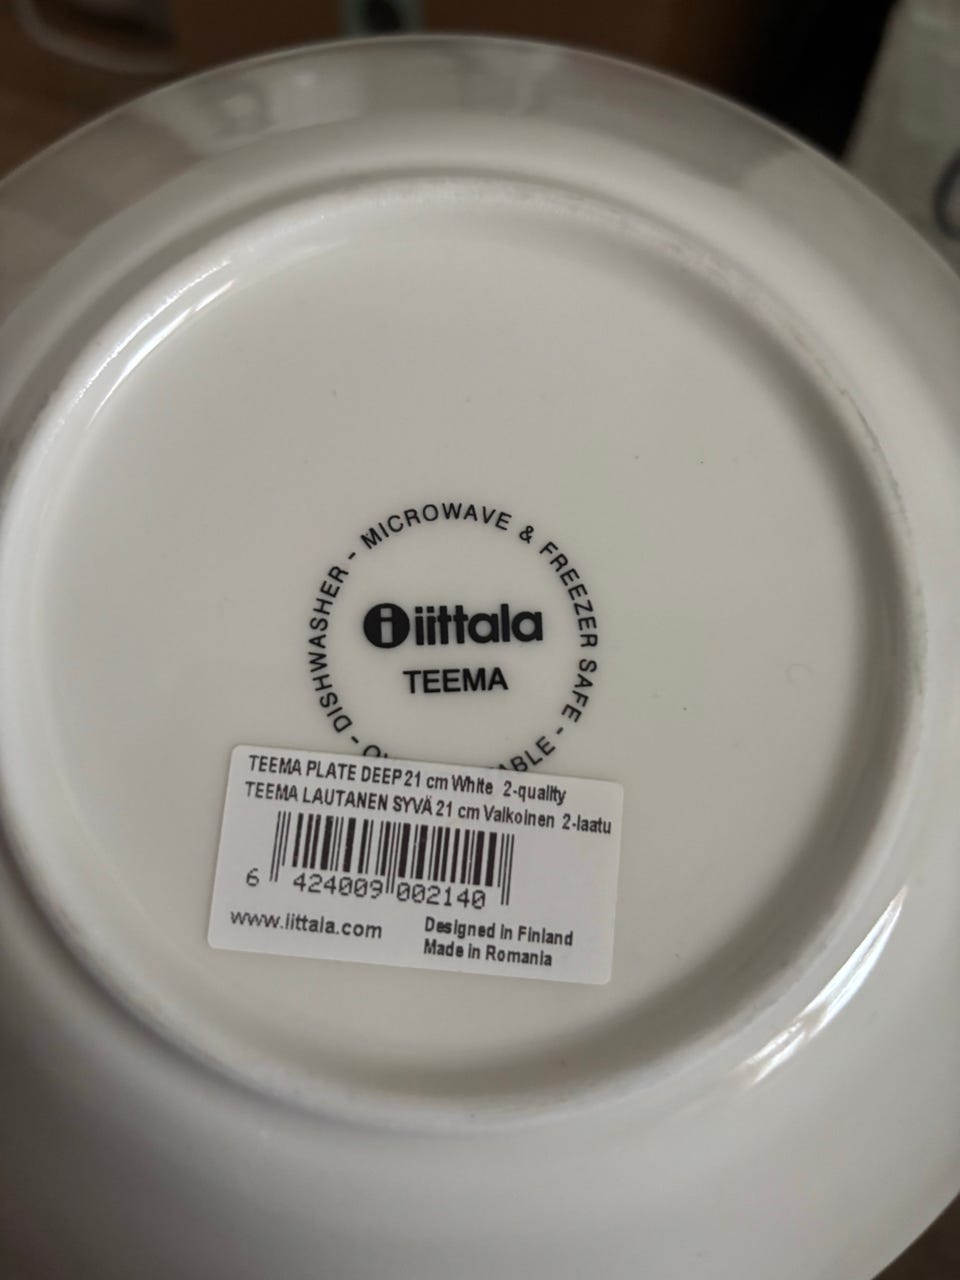 DISHWASHER - MICROWAVE & FREEZER SAFE -
iittala
TEEMA
TEEMA PLATE DEEP 21 cm White 2-quality
TEEMA LAUTANEN SYVÄ 21 cm Valkoinen 2-laatu
6 424009 002140
www.iittala.com
Designed in Finland
Made in Romania